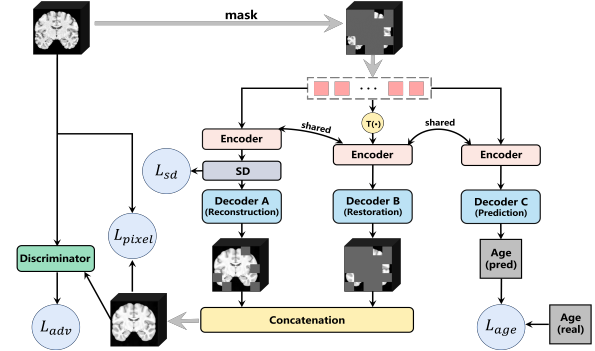 mask
...
T(•)
shared
shared
Encoder
Encoder
Encoder
L_sd
SD
Decoder A
(Reconstruction)
Decoder B
(Restoration)
Decoder C
(Prediction)
L_pixel
Discriminator
Age
(pred)
L_adv
Concatenation
L_age
Age
(real)